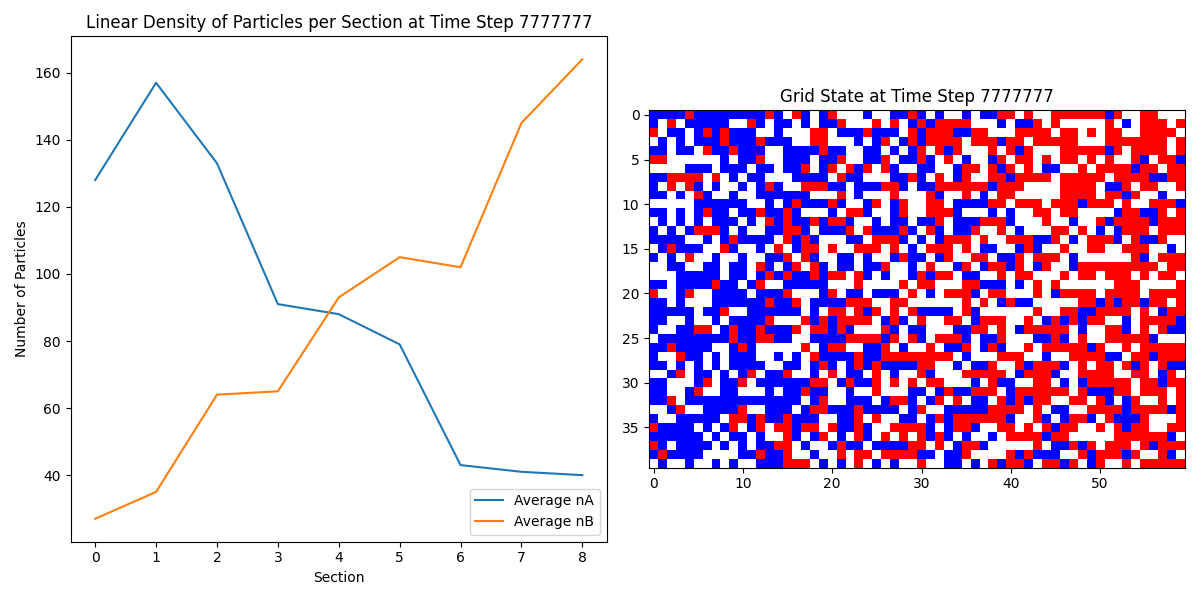 Linear Density of Particles per Section at Time Step 7777777
Number of Particles
160
140
120
100
80
60
40
0 1 2 3 4 5 6 7 8
Section
Average nA
Average nB
Grid State at Time Step 7777777
0
5
10
15
20
25
30
35
0 10 20 30 40 50